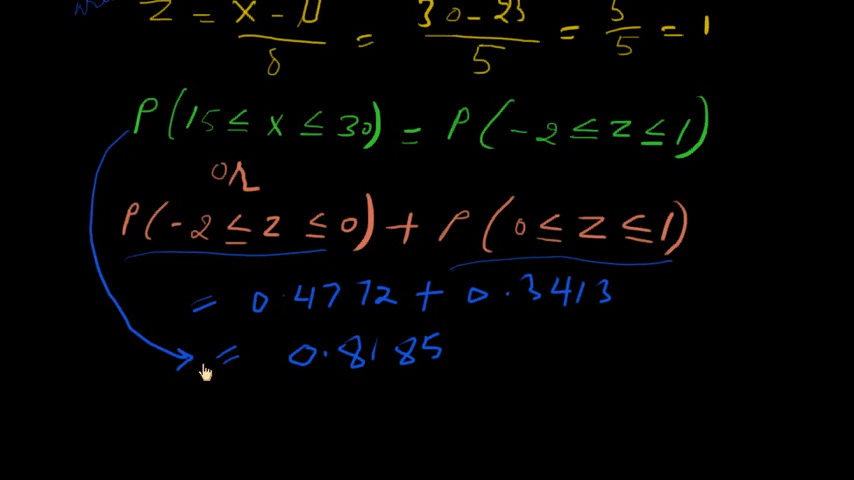 Z = x - μ / 6 = 30 - 25 / 5 = 5 / 5 = 1
P(15 ≤ x ≤ 30) = P(-2 ≤ z ≤ 1)
OR
P(-2 ≤ z ≤ 0) + P(0 ≤ z ≤ 1)
= 0.4772 + 0.3413
= 0.8185